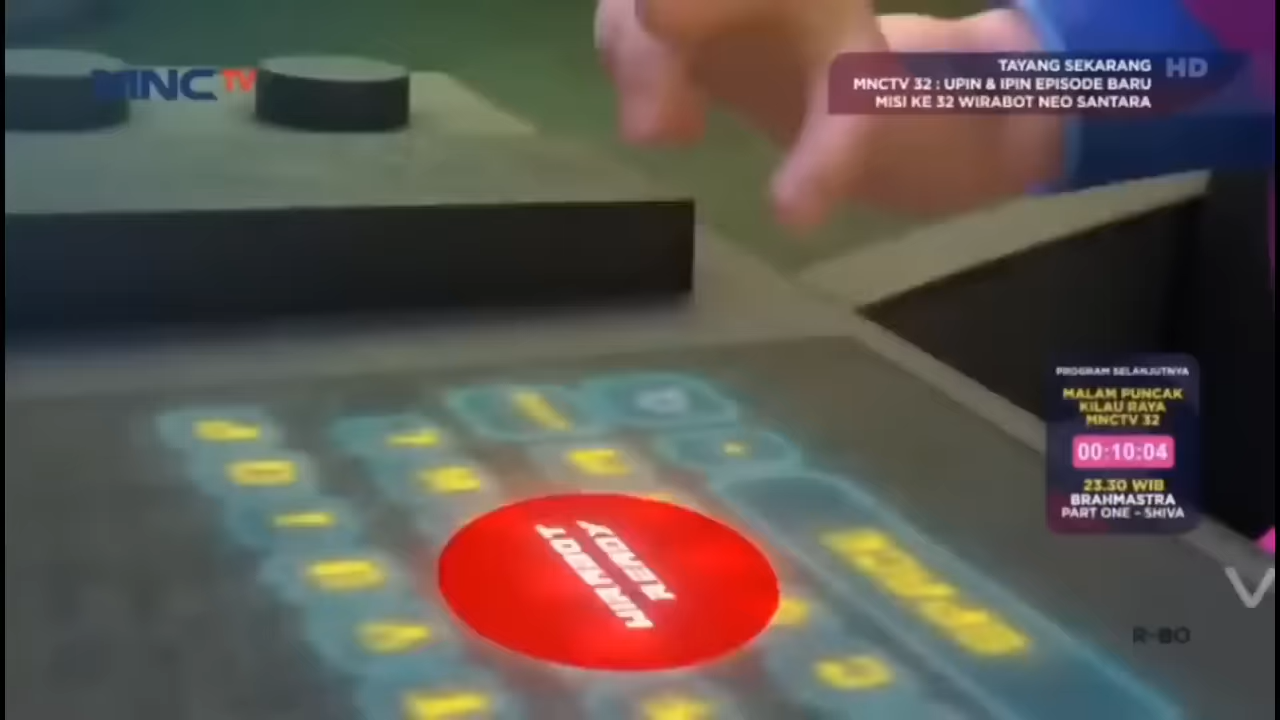 MNCTV
TAYANG SEKARANG HD
MNCTV 32 : UPIN & IPIN EPISODE BARU
MISI KE 32 WIRABOT NEO SANTARA
PROGRAM SELANJUTNYA
MALAM PUNCAK
KILAU RAYA
MNCTV 32
00:10:04
23.30 WIB
BRAHMASTRA
PART ONE - SHIVA
WIRABOT
READY
SPACE
R-BO